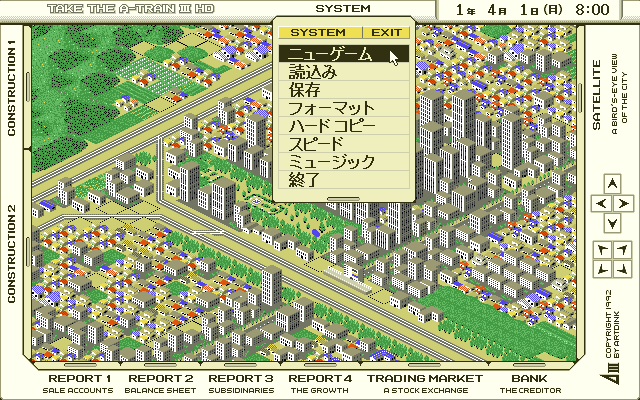 TAKE THE A-TRAIN III HD
SYSTEM
1年 4月 1日(月) 8:00
SYSTEM EXIT
ニューゲーム
読込み
保存
フォーマット
ハードコピー
スピード
ミュージック
終了
CONSTRUCTION 1
CONSTRUCTION 2
SATELLITE
A BIRD'S-EYE VIEW
OF THE CITY
AIII
COPYRIGHT 1992
BY ARTDINK
REPORT 1
SALE ACCOUNTS
REPORT 2
BALANCE SHEET
REPORT 3
SUBSIDINARIES
REPORT 4
THE GROWTH
TRADING MARKET
A STOCK EXCHANGE
BANK
THE CREDITOR